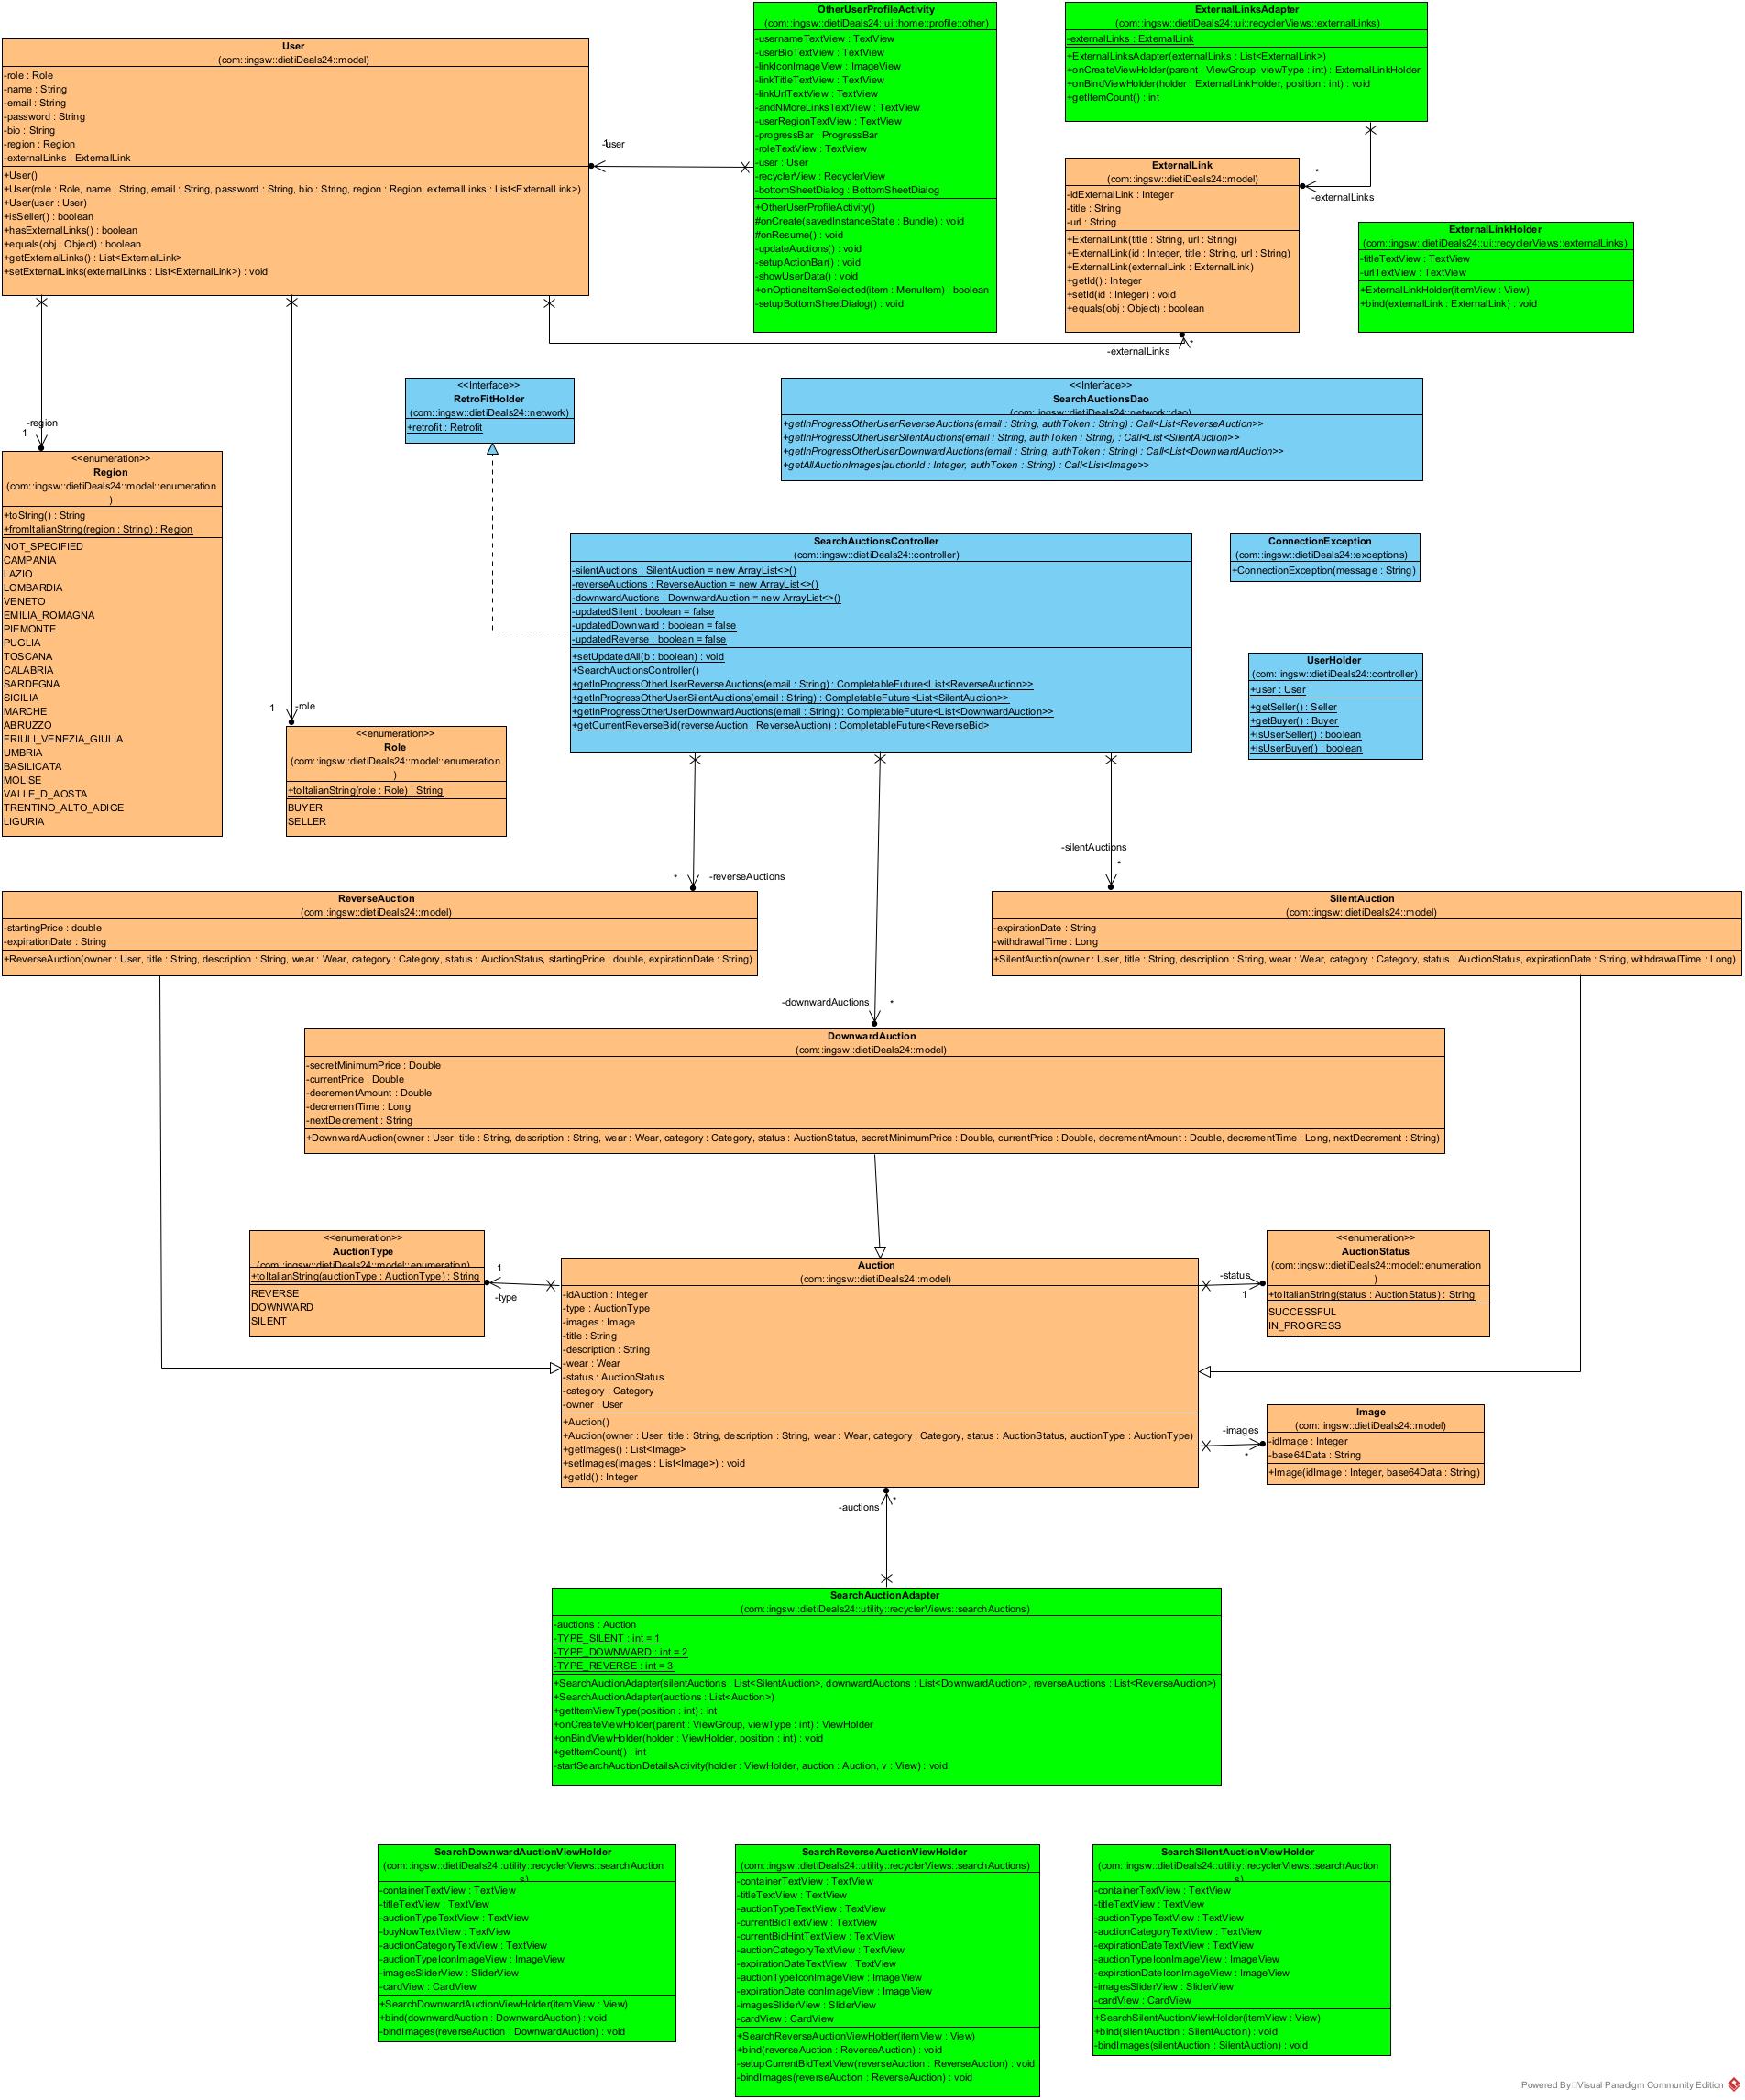 User
(com::ingsw::dietiDeals24::model)
-role : Role
-name : String
-email : String
-password : String
-bio : String
-region : Region
-externalLinks : ExternalLink
+User()
+User(role : Role, name : String, email : String, password : String, bio : String, region : Region, externalLinks : List<ExternalLink>)
+User(user : User)
+isSeller() : boolean
+hasExternalLinks() : boolean
+equals(obj : Object) : boolean
+getExternalLinks() : List<ExternalLink>
+setExternalLinks(externalLinks : List<ExternalLink>) : void
OtherUserProfileActivity
(com::ingsw::dietiDeals24::ui::home::profile::other)
-usernameTextView : TextView
-userBioTextView : TextView
-linkIconImageView : ImageView
-linkTitleTextView : TextView
-linkUrlTextView : TextView
-andNMoreLinksTextView : TextView
-userRegionTextView : TextView
-progressBar : ProgressBar
-roleTextView : TextView
-user : User
-recyclerView : RecyclerView
-bottomSheetDialog : BottomSheetDialog
+OtherUserProfileActivity()
#onCreate(savedInstanceState : Bundle) : void
#onResume() : void
-updateAuctions() : void
-setupActionBar() : void
-showUserData() : void
+onOptionsItemSelected(item : MenuItem) : boolean
-setupBottomSheetDialog() : void
ExternalLinksAdapter
(com::ingsw::dietiDeals24::ui::recyclerViews::externalLinks)
-externalLinks : ExternalLink
+ExternalLinksAdapter(externalLinks : List<ExternalLink>)
+onCreateViewHolder(parent : ViewGroup, viewType : int) : ExternalLinkHolder
+onBindViewHolder(holder : ExternalLinkHolder, position : int) : void
+getItemCount() : int
1
-user
ExternalLink
(com::ingsw::dietiDeals24::model)
-idExternalLink : Integer
-title : String
-url : String
+ExternalLink(title : String, url : String)
+ExternalLink(id : Integer, title : String, url : String)
+ExternalLink(externalLink : ExternalLink)
+getId() : Integer
+setId(id : Integer) : void
+equals(obj : Object) : boolean
*
-externalLinks
ExternalLinkHolder
(com::ingsw::dietiDeals24::ui::recyclerViews::externalLinks)
-titleTextView : TextView
-urlTextView : TextView
+ExternalLinkHolder(itemView : View)
+bind(externalLink : ExternalLink) : void
-externalLinks
*
<<Interface>>
RetroFitHolder
(com::ingsw::dietiDeals24::network)
+retrofit : Retrofit
<<Interface>>
SearchAuctionsDao
(com::ingsw::dietiDeals24::network::dao)
+getInProgressOtherUserReverseAuctions(email : String, authToken : String) : Call<List<ReverseAuction>>
+getInProgressOtherUserSilentAuctions(email : String, authToken : String) : Call<List<SilentAuction>>
+getInProgressOtherUserDownwardAuctions(email : String, authToken : String) : Call<List<DownwardAuction>>
+getAllAuctionImages(auctionId : Integer, authToken : String) : Call<List<Image>>
-region
1
<<enumeration>>
Region
(com::ingsw::dietiDeals24::model::enumeration
)
+toString() : String
+fromItalianString(region : String) : Region
NOT_SPECIFIED
CAMPANIA
LAZIO
LOMBARDIA
VENETO
EMILIA_ROMAGNA
PIEMONTE
PUGLIA
TOSCANA
CALABRIA
SARDEGNA
SICILIA
MARCHE
ABRUZZO
FRIULI_VENEZIA_GIULIA
UMBRIA
BASILICATA
MOLISE
VALLE_D_AOSTA
TRENTINO_ALTO_ADIGE
LIGURIA
1
-role
<<enumeration>>
Role
(com::ingsw::dietiDeals24::model::enumeration
)
+toItalianString(role : Role) : String
BUYER
SELLER
SearchAuctionsController
(com::ingsw::dietiDeals24::controller)
-silentAuctions : SilentAuction = new ArrayList<>()
-reverseAuctions : ReverseAuction = new ArrayList<>()
-downwardAuctions : DownwardAuction = new ArrayList<>()
-updatedSilent : boolean = false
-updatedDownward : boolean = false
-updatedReverse : boolean = false
+setUpdatedAll(b : boolean) : void
+SearchAuctionsController()
+getInProgressOtherUserReverseAuctions(email : String) : CompletableFuture<List<ReverseAuction>>
+getInProgressOtherUserSilentAuctions(email : String) : CompletableFuture<List<SilentAuction>>
+getInProgressOtherUserDownwardAuctions(email : String) : CompletableFuture<List<DownwardAuction>>
+getCurrentReverseBid(reverseAuction : ReverseAuction) : CompletableFuture<ReverseBid>
ConnectionException
(com::ingsw::dietiDeals24::exceptions)
+ConnectionException(message : String)
UserHolder
(com::ingsw::dietiDeals24::controller)
+user : User
+getSeller() : Seller
+getBuyer() : Buyer
+isUserSeller() : boolean
+isUserBuyer() : boolean
* -reverseAuctions
-silentAuctions
*
ReverseAuction
(com::ingsw::dietiDeals24::model)
-startingPrice : double
-expirationDate : String
+ReverseAuction(owner : User, title : String, description : String, wear : Wear, category : Category, status : AuctionStatus, startingPrice : double, expirationDate : String)
SilentAuction
(com::ingsw::dietiDeals24::model)
-expirationDate : String
-withdrawalTime : Long
+SilentAuction(owner : User, title : String, description : String, wear : Wear, category : Category, status : AuctionStatus, expirationDate : String, withdrawalTime : Long)
-downwardAuctions *
DownwardAuction
(com::ingsw::dietiDeals24::model)
-secretMinimumPrice : Double
-currentPrice : Double
-decrementAmount : Double
-decrementTime : Long
-nextDecrement : String
+DownwardAuction(owner : User, title : String, description : String, wear : Wear, category : Category, status : AuctionStatus, secretMinimumPrice : Double, currentPrice : Double, decrementAmount : Double, decrementTime : Long, nextDecrement : String)
<<enumeration>>
AuctionType
(com::ingsw::dietiDeals24::model::enumeration)
+toItalianString(auctionType : AuctionType) : String
REVERSE
DOWNWARD
SILENT
1
-type
Auction
(com::ingsw::dietiDeals24::model)
-idAuction : Integer
-type : AuctionType
-images : Image
-title : String
-description : String
-wear : Wear
-status : AuctionStatus
-category : Category
-owner : User
+Auction()
+Auction(owner : User, title : String, description : String, wear : Wear, category : Category, status : AuctionStatus, auctionType : AuctionType)
+getImages() : List<Image>
+setImages(images : List<Image>) : void
+getId() : Integer
-status
1
<<enumeration>>
AuctionStatus
(com::ingsw::dietiDeals24::model::enumeration
)
+toItalianString(status : AuctionStatus) : String
SUCCESSFUL
IN_PROGRESS
-images
*
Image
(com::ingsw::dietiDeals24::model)
-idImage : Integer
-base64Data : String
+Image(idImage : Integer, base64Data : String)
-auctions *
SearchAuctionAdapter
(com::ingsw::dietiDeals24::utility::recyclerViews::searchAuctions)
-auctions : Auction
-TYPE_SILENT : int = 1
-TYPE_DOWNWARD : int = 2
-TYPE_REVERSE : int = 3
+SearchAuctionAdapter(silentAuctions : List<SilentAuction>, downwardAuctions : List<DownwardAuction>, reverseAuctions : List<ReverseAuction>)
+SearchAuctionAdapter(auctions : List<Auction>)
+getItemViewType(position : int) : int
+onCreateViewHolder(parent : ViewGroup, viewType : int) : ViewHolder
+onBindViewHolder(holder : ViewHolder, position : int) : void
+getItemCount() : int
-startSearchAuctionDetailsActivity(holder : ViewHolder, auction : Auction, v : View) : void
SearchDownwardAuctionViewHolder
(com::ingsw::dietiDeals24::utility::recyclerViews::searchAuction
s)
-containerTextView : TextView
-titleTextView : TextView
-auctionTypeTextView : TextView
-buyNowTextView : TextView
-auctionCategoryTextView : TextView
-auctionTypeIconImageView : ImageView
-imagesSliderView : SliderView
-cardView : CardView
+SearchDownwardAuctionViewHolder(itemView : View)
+bind(downwardAuction : DownwardAuction) : void
-bindImages(reverseAuction : DownwardAuction) : void
SearchReverseAuctionViewHolder
(com::ingsw::dietiDeals24::utility::recyclerViews::searchAuctions)
-containerTextView : TextView
-titleTextView : TextView
-auctionTypeTextView : TextView
-currentBidTextView : TextView
-currentBidHintTextView : TextView
-auctionCategoryTextView : TextView
-expirationDateTextView : TextView
-auctionTypeIconImageView : ImageView
-expirationDateIconImageView : ImageView
-imagesSliderView : SliderView
-cardView : CardView
+SearchReverseAuctionViewHolder(itemView : View)
+bind(reverseAuction : ReverseAuction) : void
-setupCurrentBidTextView(reverseAuction : ReverseAuction) : void
-bindImages(reverseAuction : ReverseAuction) : void
SearchSilentAuctionViewHolder
(com::ingsw::dietiDeals24::utility::recyclerViews::searchAuction
s)
-containerTextView : TextView
-titleTextView : TextView
-auctionTypeTextView : TextView
-auctionCategoryTextView : TextView
-expirationDateTextView : TextView
-auctionTypeIconImageView : ImageView
-expirationDateIconImageView : ImageView
-imagesSliderView : SliderView
-cardView : CardView
+SearchSilentAuctionViewHolder(itemView : View)
+bind(silentAuction : SilentAuction) : void
-bindImages(silentAuction : SilentAuction) : void
Powered By Visual Paradigm Community Edition